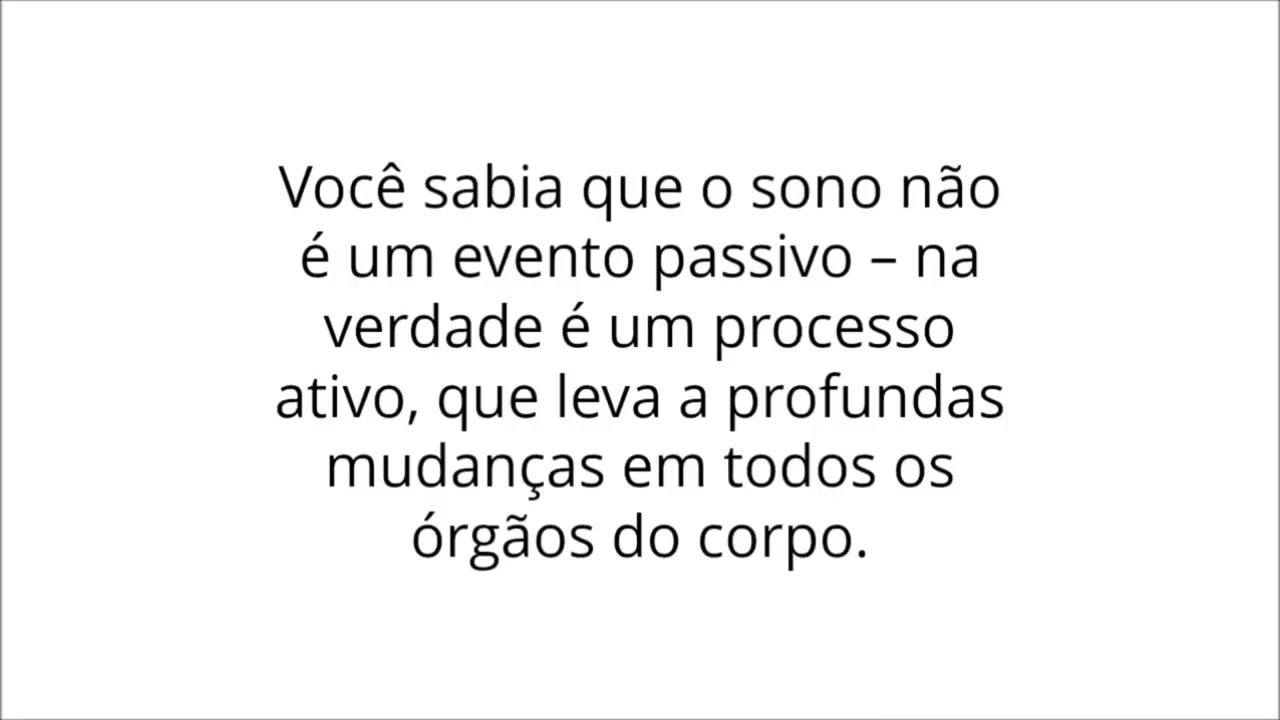 Você sabia que o sono não
é um evento passivo – na
verdade é um processo
ativo, que leva a profundas
mudanças em todos os
órgãos do corpo.